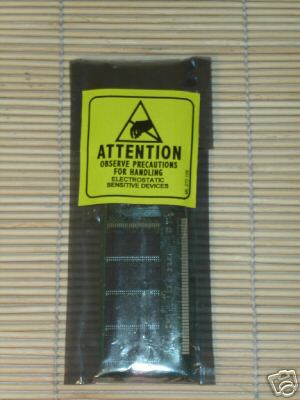 ATTENTION
OBSERVE PRECAUTIONS
FOR HANDLING
ELECTROSTATIC
SENSITIVE DEVICES